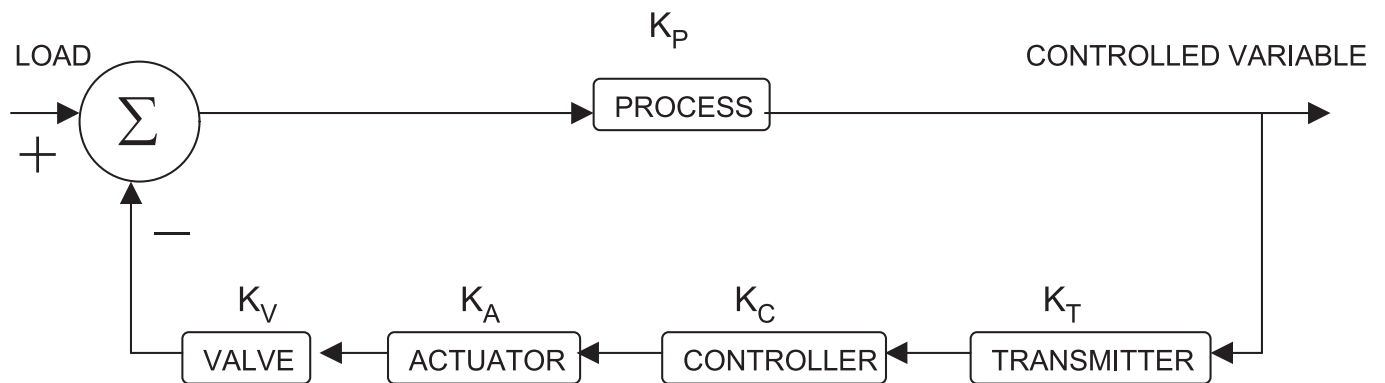 K_P
LOAD
CONTROLLED VARIABLE
Σ
PROCESS
+
—
K_V
K_A
K_C
K_T
VALVE
ACTUATOR
CONTROLLER
TRANSMITTER